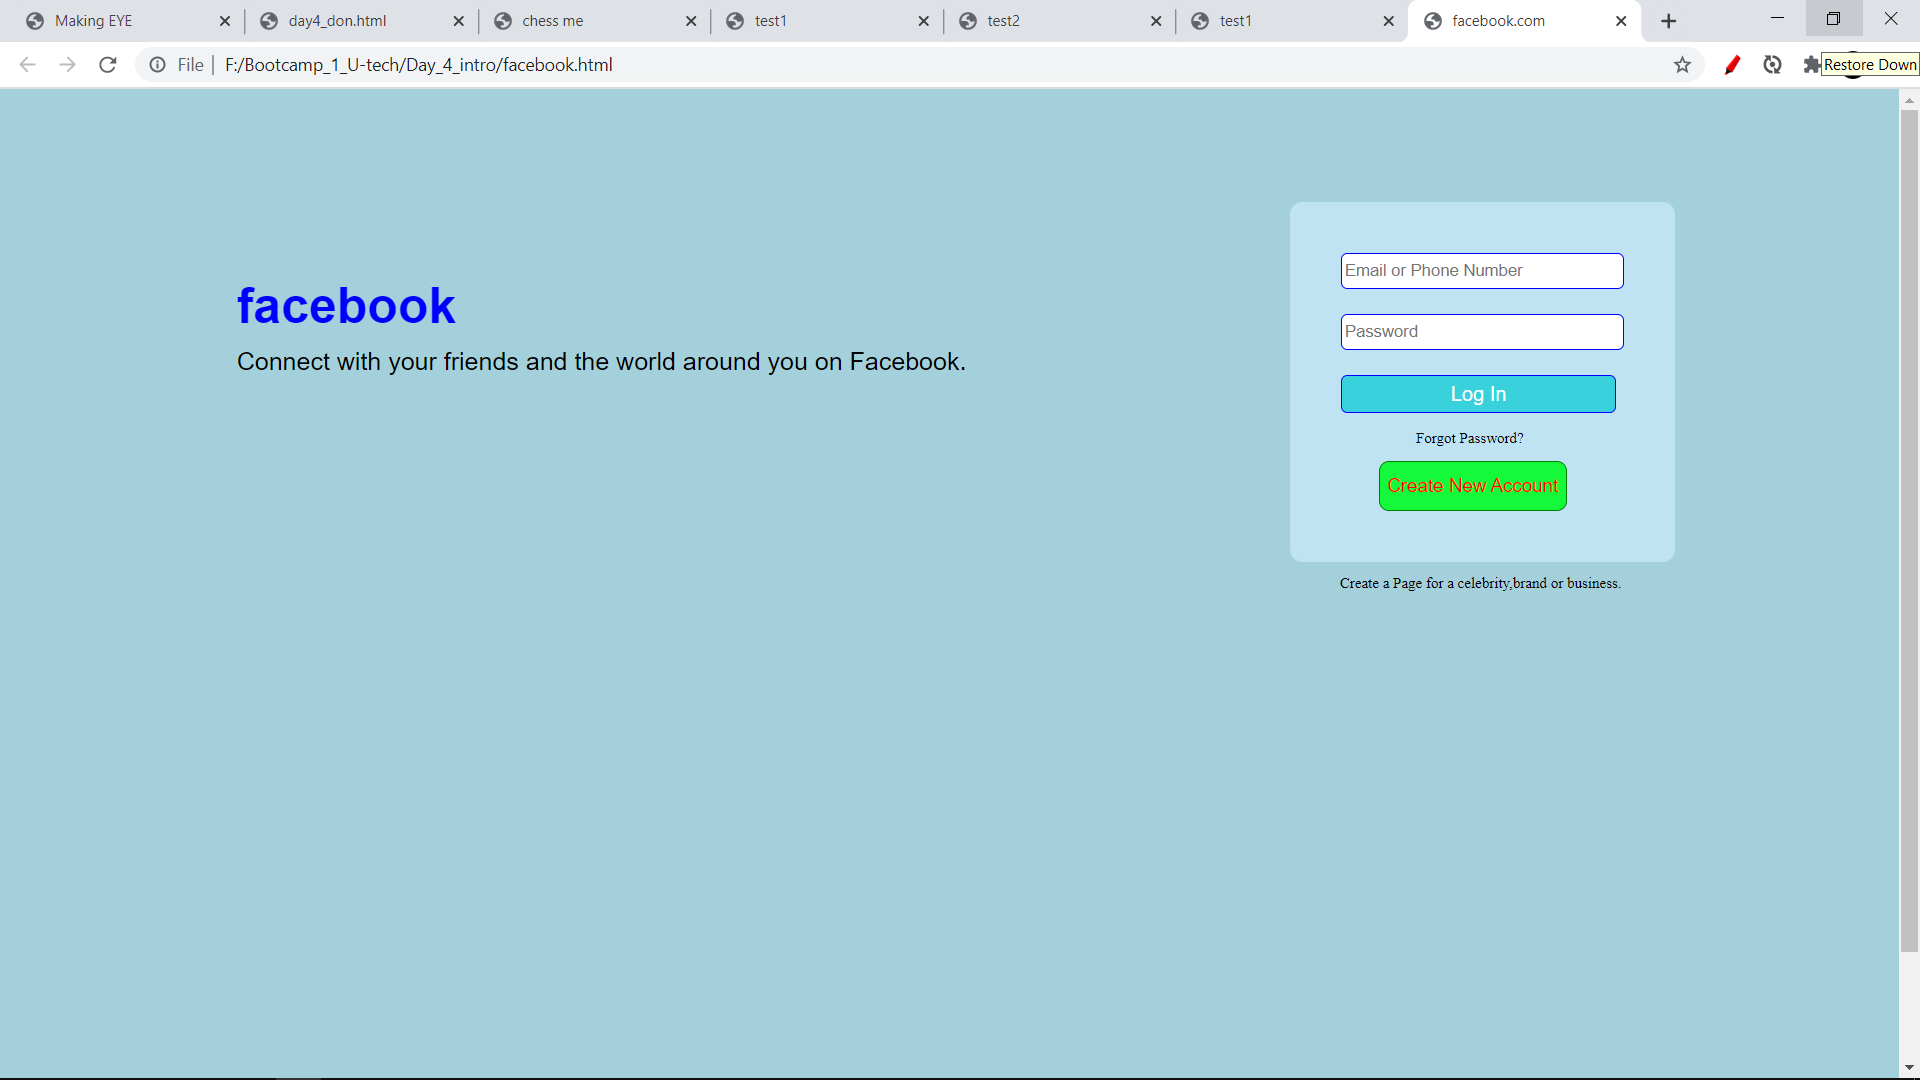 Making EYE
day4_don.html
chess me
test1
test2
test1
facebook.com
File
F:/Bootcamp_1_U-tech/Day_4_intro/facebook.html
Restore Down
facebook
Connect with your friends and the world around you on Facebook.
Email or Phone Number
Password
Log In
Forgot Password?
Create New Account
Create a Page for a celebrity,brand or business.